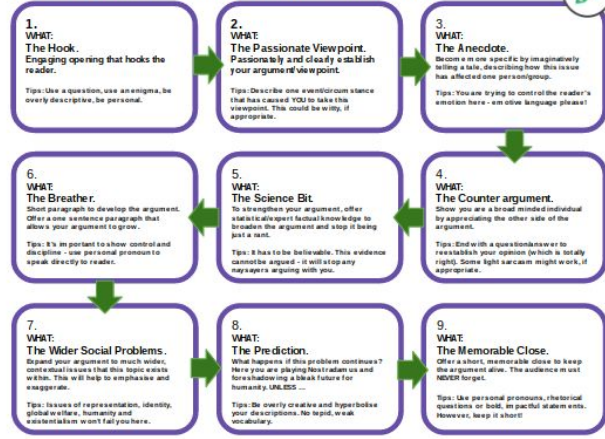 1.
WHAT:
The Hook.
Engaging opening that hooks the
reader.
Tips: Use a question, use an enigma, be
overly descriptive, be personal.
2.
WHAT:
The Passionate Viewpoint.
Passionately and clearly establish
your argument/viewpoint.
Tips: Describe one event/circumstance
that has caused YOU to take this
viewpoint. This could be witty, if
appropriate.
3.
WHAT:
The Anecdote.
Become more specific by imaginatively
telling a tale, describing how this issue
has affected one person/group.
Tips: You are trying to control the reader's
emotion here - emotive language please!
4.
WHAT:
The Counter argument.
Show you are a broad minded individual
by appreciating the other side of the
argument.
Tips: End with a question/answer to
reestablish your opinion (which is totally
right). Some light sarcasm might work, if
appropriate.
5.
WHAT:
The Science Bit.
To strengthen your argument, offer
statistical/expert factual knowledge to
broaden the argument and stop it being
just a rant.
Tips: It has to be believable. This evidence
cannot be argued - it will stop any
naysayers arguing with you.
6.
WHAT:
The Breather.
Short paragraph to develop the argument.
Offer a one sentence paragraph that
allows your argument to grow.
Tips: It's important to show control and
discipline - use personal pronoun to
speak directly to reader.
7.
WHAT:
The Wider Social Problems.
Expand your argument to much wider,
contextual issues that this topic exists
within. This will help to emphasise and
exaggerate.
Tips: Issues of representation, identity,
global welfare, humanity and
existentialism won't fail you here.
8.
WHAT:
The Prediction.
What happens if this problem continues?
Here you are playing Nostradamus and
foreshadowing a bleak future for
humanity. UNLESS ...
Tips: Be overly creative and hyperbolise
your descriptions. No tepid, weak
vocabulary.
9.
WHAT:
The Memorable Close.
Offer a short, memorable close to keep
the argument alive. The audience must
NEVER forget.
Tips: Use personal pronouns, rhetorical
questions or bold, impactful statements.
However, keep it short!